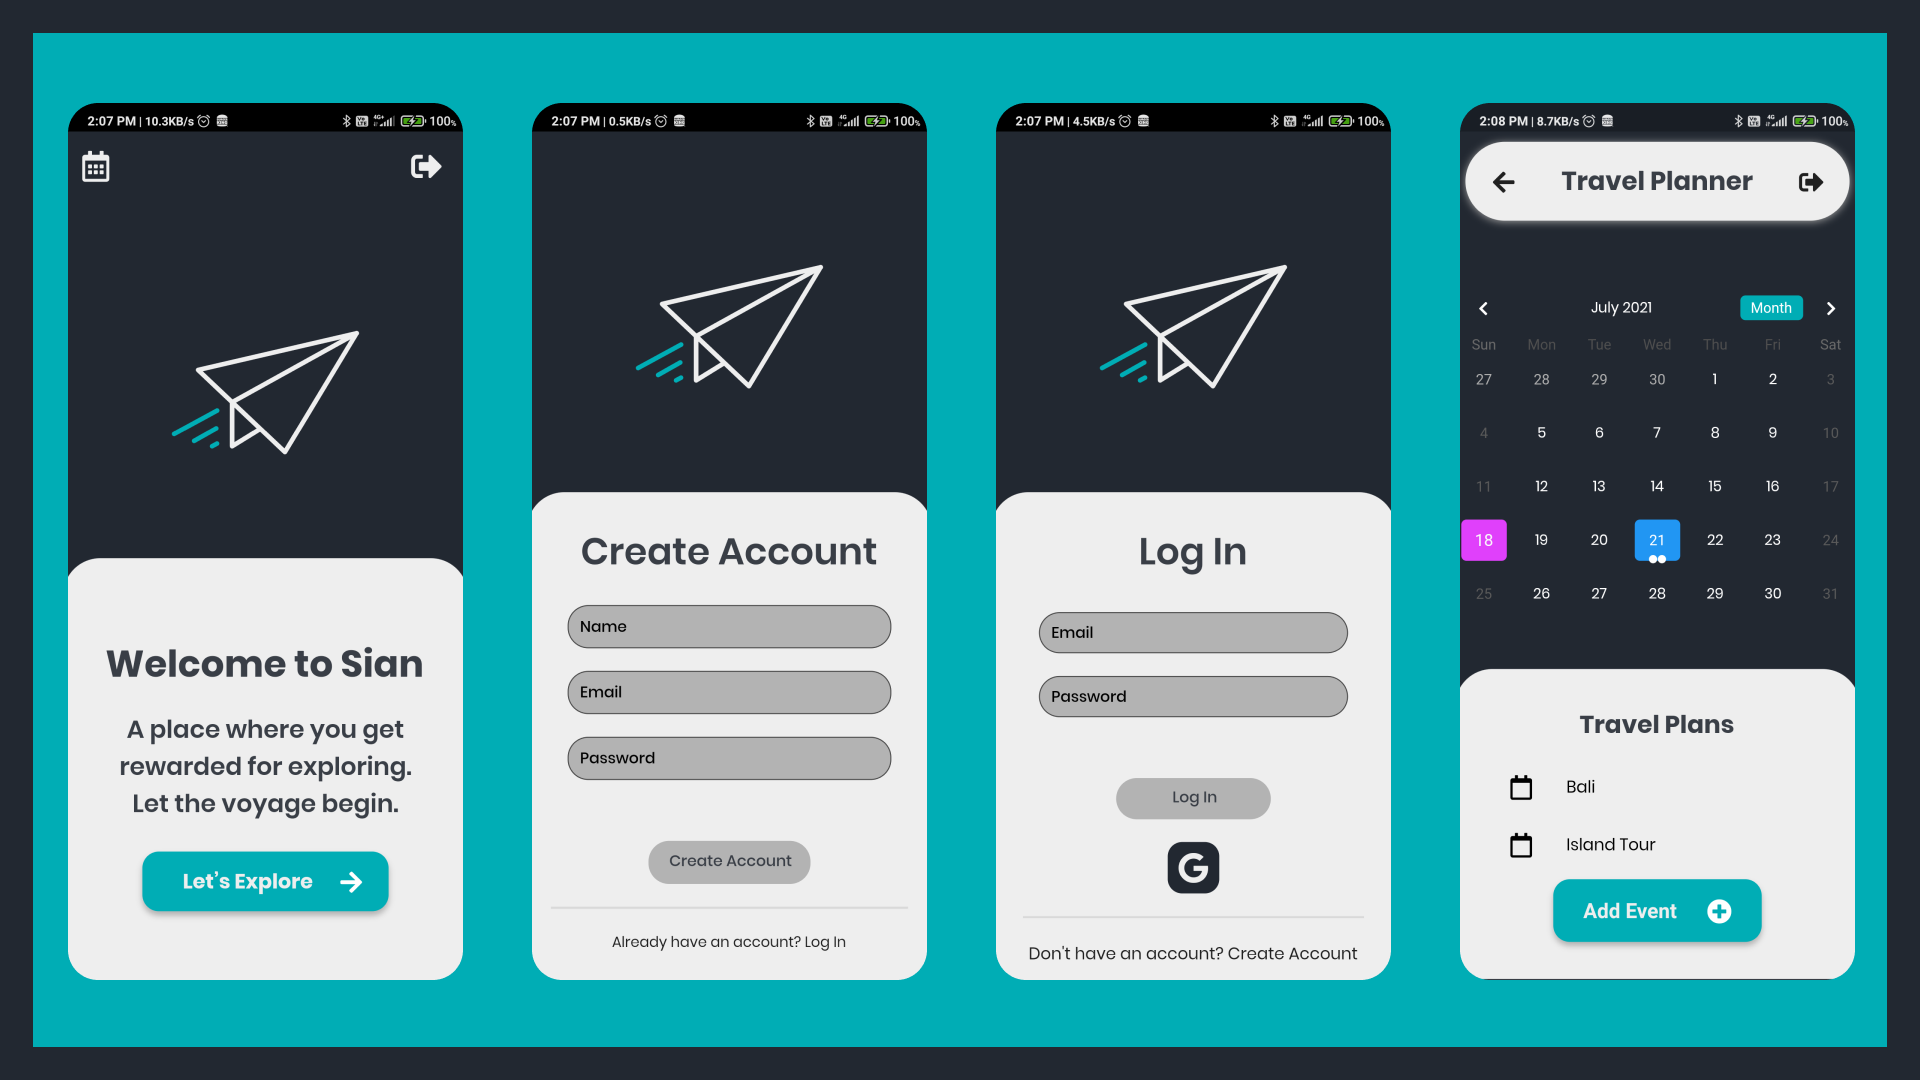 2:07 PM | 10.3KB/s
4G+
100%
Welcome to Sian
A place where you get
rewarded for exploring.
Let the voyage begin.
Let's Explore
2:07 PM | 0.5KB/s
4G
100%
Create Account
Name
Email
Password
Create Account
Already have an account? Log In
2:07 PM | 4.5KB/s
4G
100%
Log In
Email
Password
Log In
G
Don't have an account? Create Account
2:08 PM | 8.7KB/s
4G
100%
Travel Planner
July 2021 Month
Sun Mon Tue Wed Thu Fri Sat
27 28 29 30 1 2 3
4 5 6 7 8 9 10
11 12 13 14 15 16 17
18 19 20 21 22 23 24
25 26 27 28 29 30 31
Travel Plans
Bali
Island Tour
Add Event